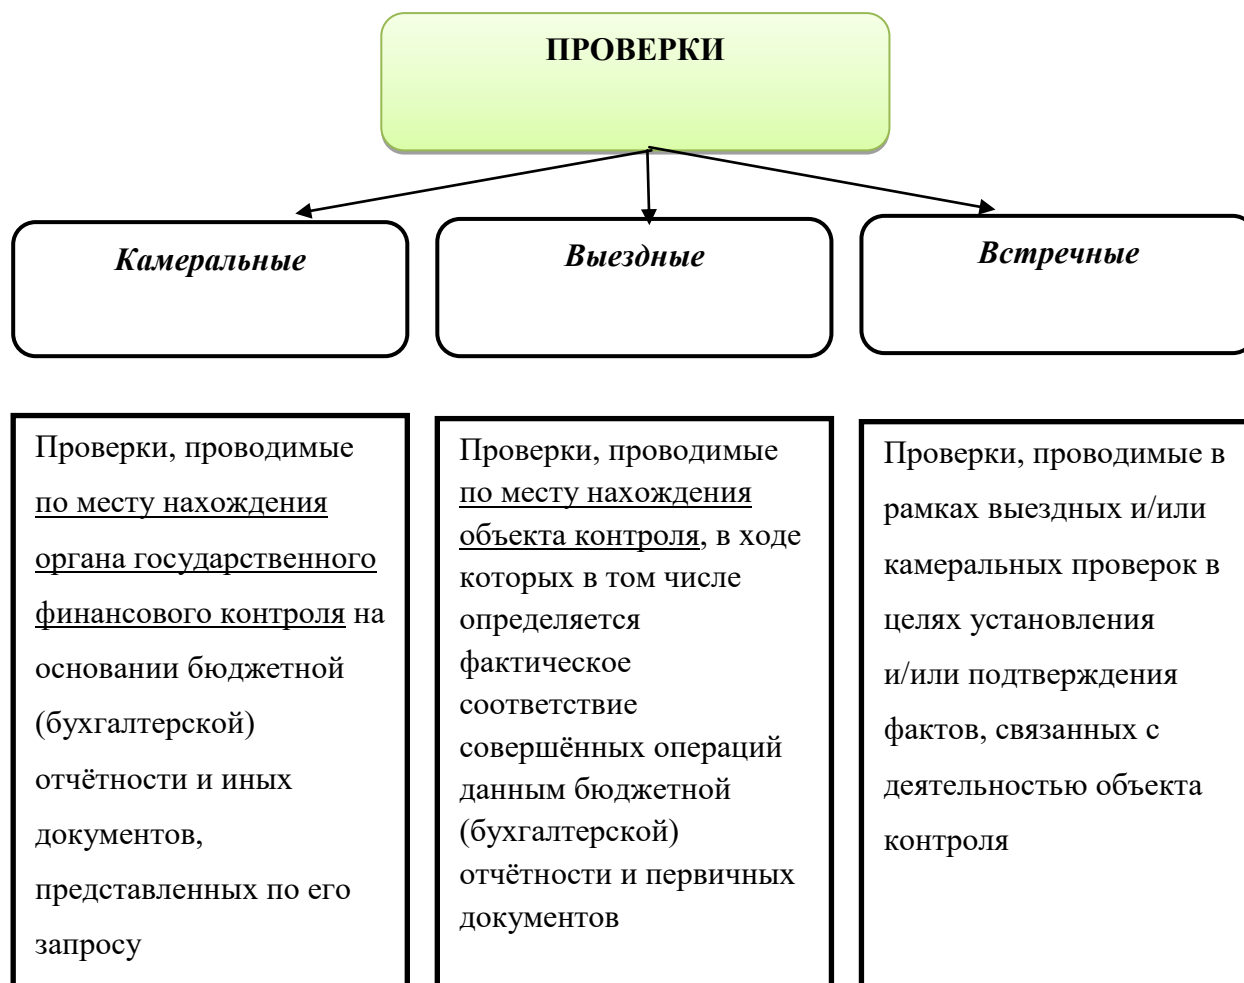 ПРОВЕРКИ
Камеральные
Выездные
Встречные
Проверки, проводимые
по месту нахождения
органа государственного
финансового контроля на
основании бюджетной
(бухгалтерской)
отчётности и иных
документов,
представленных по его
запросу
Проверки, проводимые
по месту нахождения
объекта контроля, в ходе
которых в том числе
определяется
фактическое
соответствие
совершённых операций
данным бюджетной
(бухгалтерской)
отчётности и первичных
документов
Проверки, проводимые в
рамках выездных и/или
камеральных проверок в
целях установления
и/или подтверждения
фактов, связанных с
деятельностью объекта
контроля